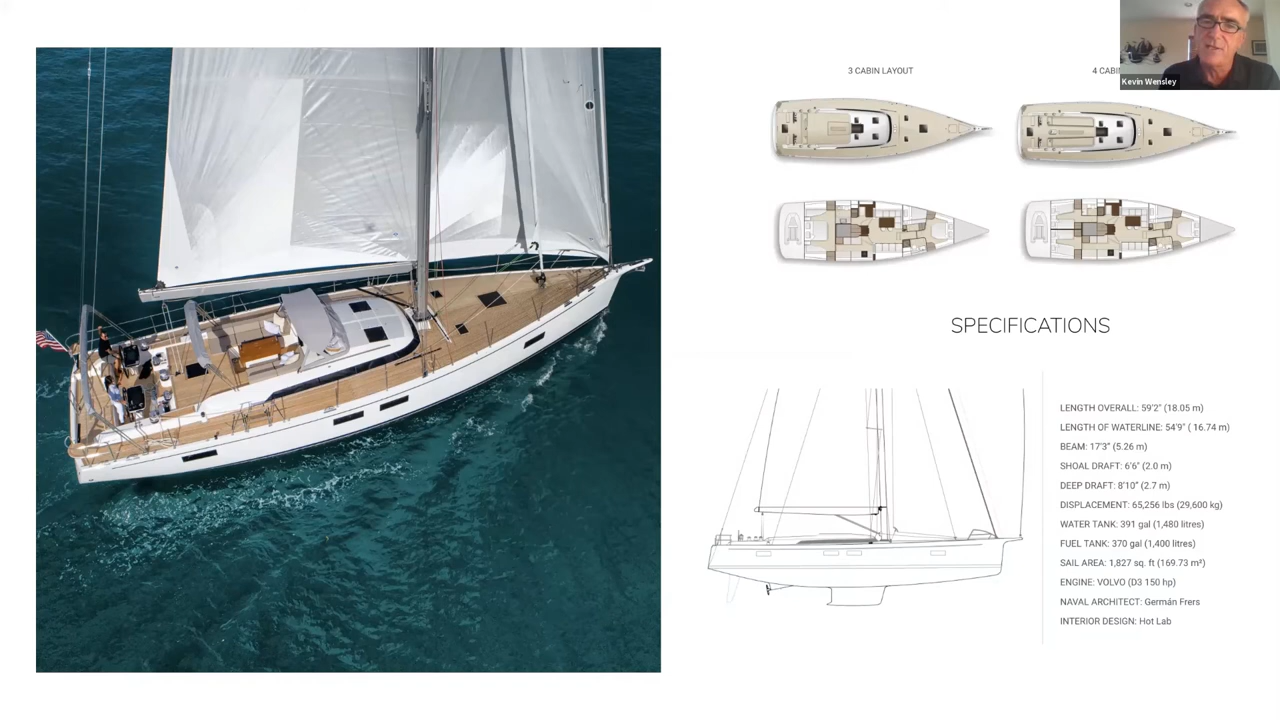 3 CABIN LAYOUT
4 CABI
Kevin Wensley
SPECIFICATIONS
LENGTH OVERALL: 59'2" (18.05 m)
LENGTH OF WATERLINE: 54'9" ( 16.74 m)
BEAM: 17'3” (5.26 m)
SHOAL DRAFT: 6'6" (2.0 m)
DEEP DRAFT: 8'10” (2.7 m)
DISPLACEMENT: 65,256 lbs (29,600 kg)
WATER TANK: 391 gal (1,480 litres)
FUEL TANK: 370 gal (1,400 litres)
SAIL AREA: 1,827 sq. ft (169.73 m²)
ENGINE: VOLVO (D3 150 hp)
NAVAL ARCHITECT: Germán Frers
INTERIOR DESIGN: Hot Lab